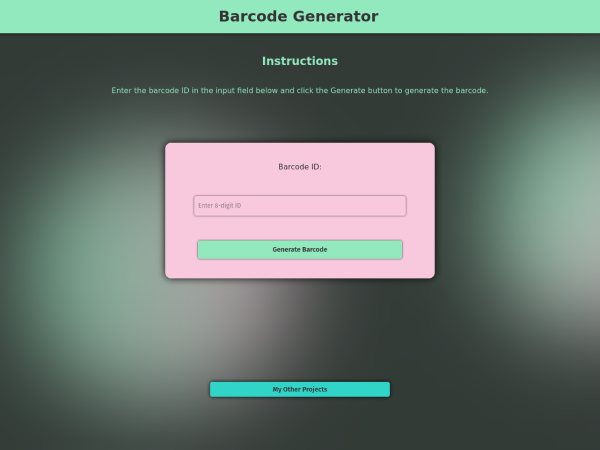 Barcode Generator
Instructions
Enter the barcode ID in the input field below and click the Generate button to generate the barcode.
Barcode ID:
Enter 8-digit ID
Generate Barcode
My Other Projects